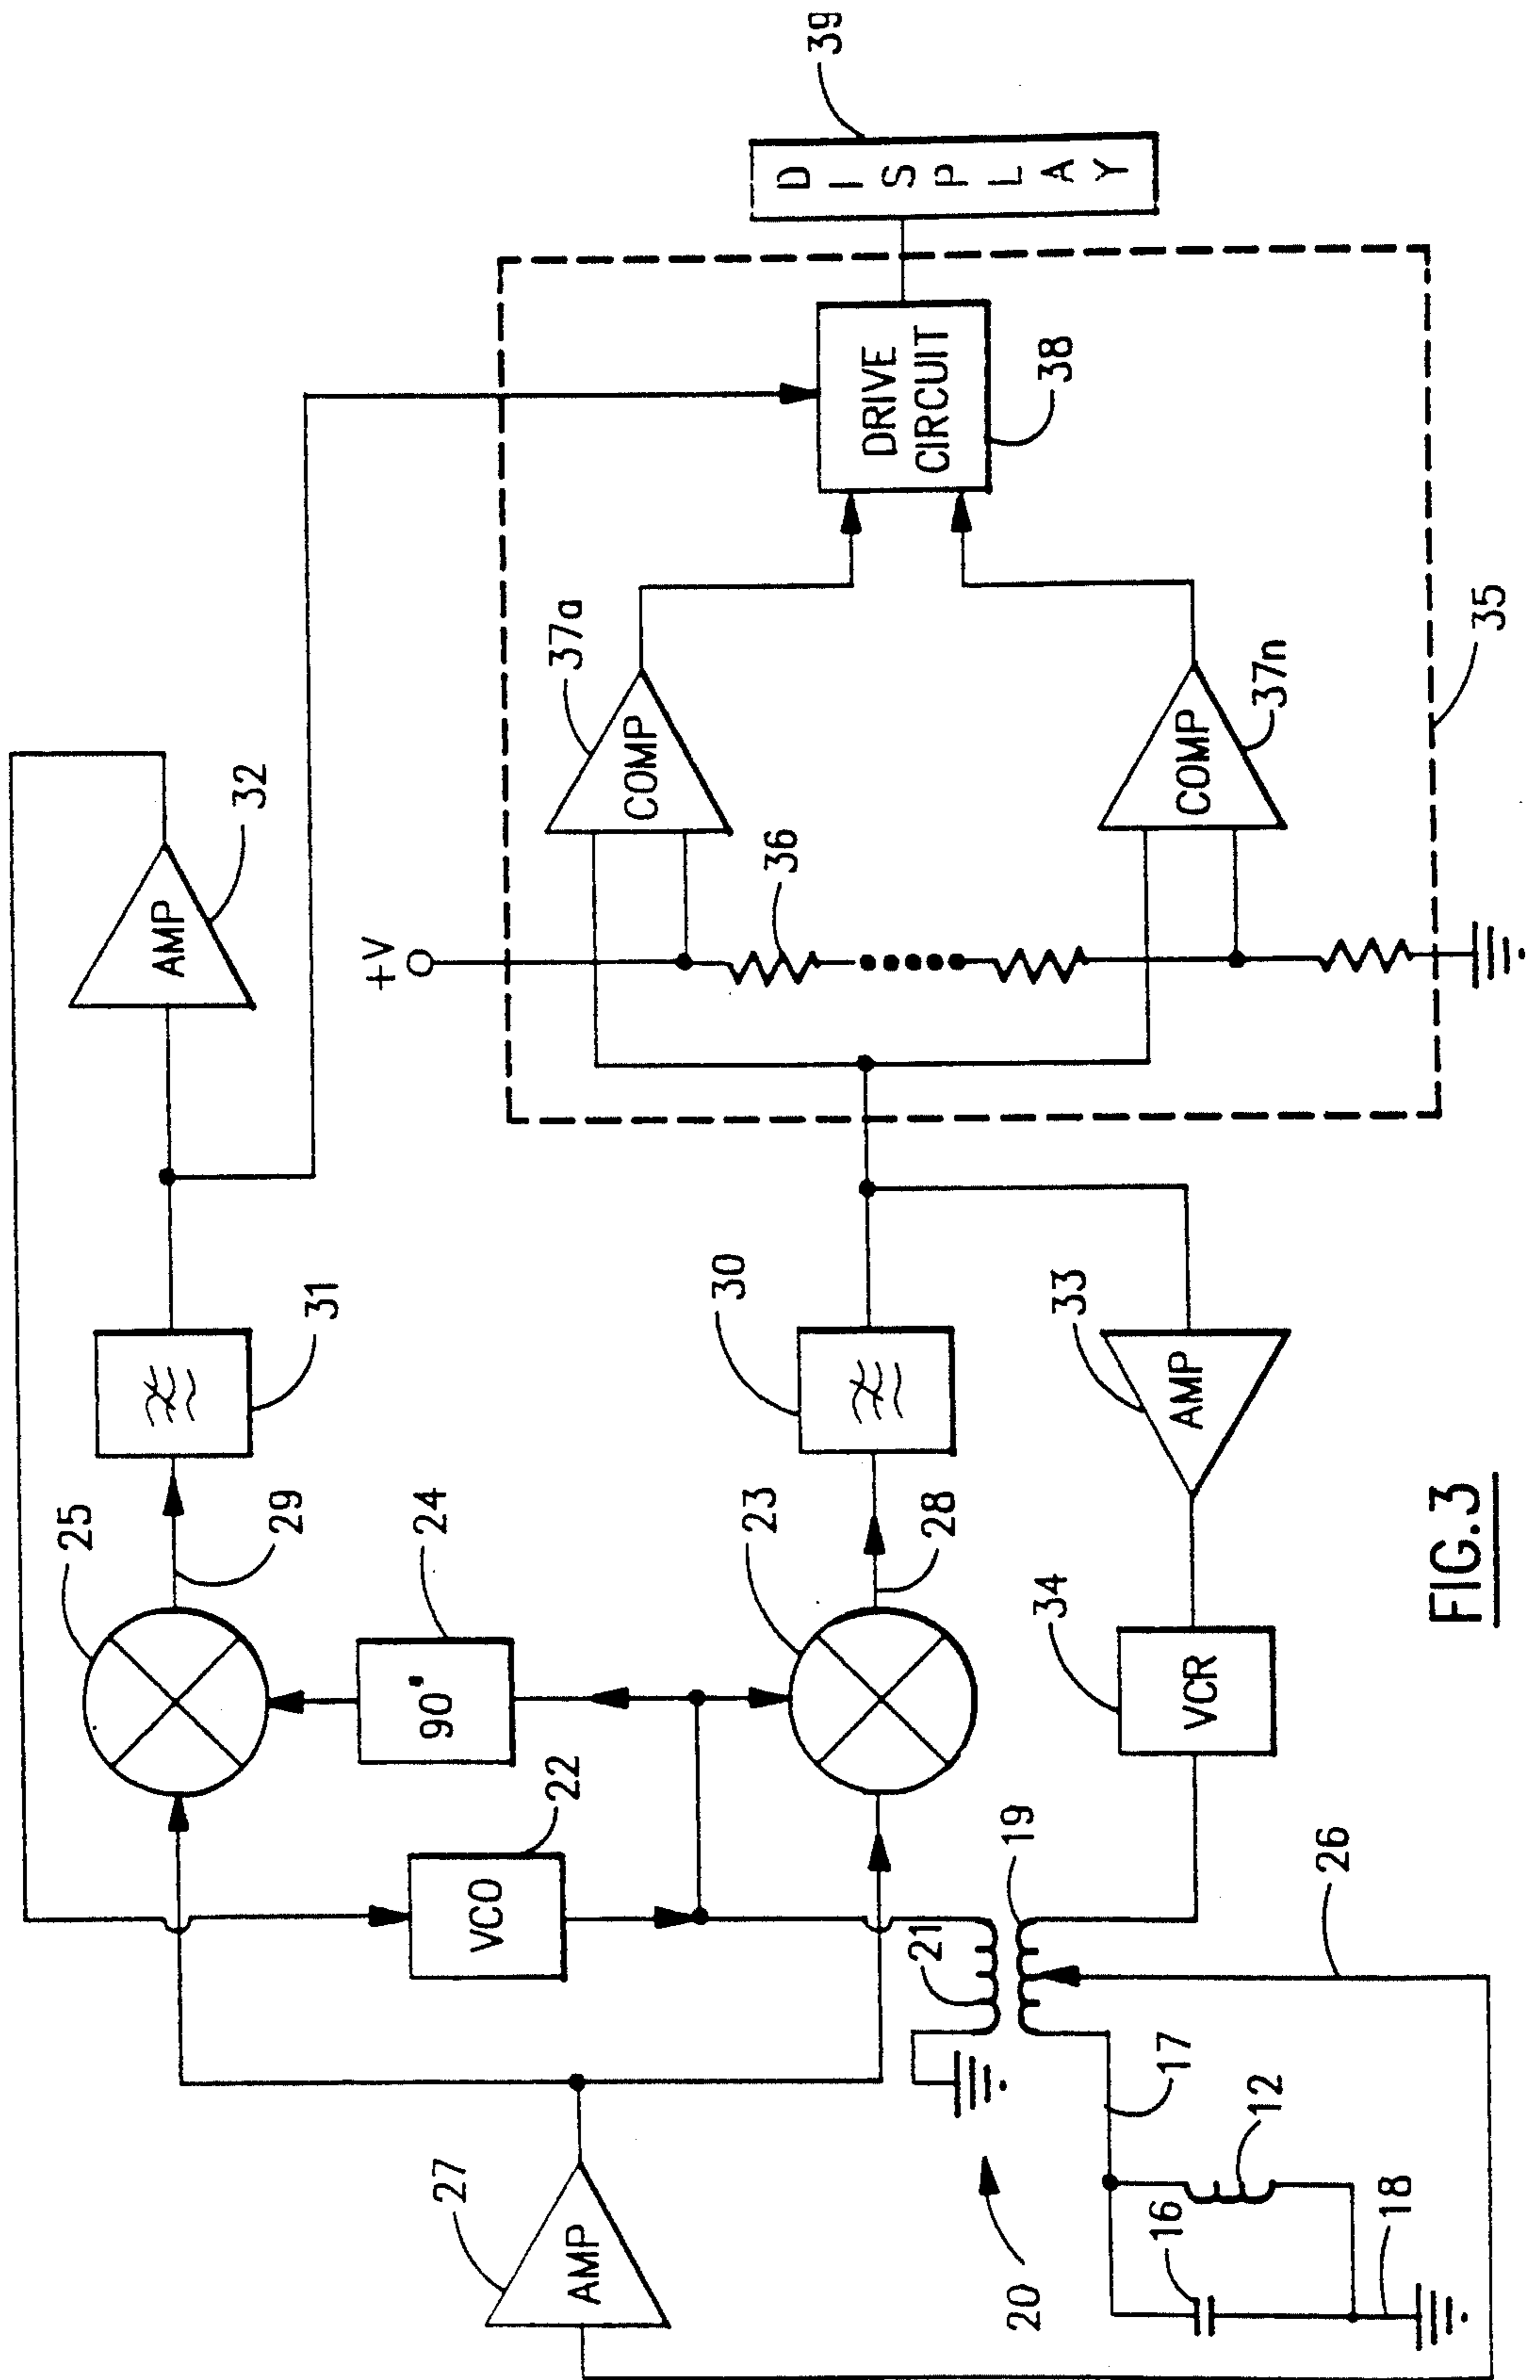 39
DISPLAY
32
AMP
DRIVE
CIRCUIT
38
37a
COMP
37n
COMP
35
+V
36
31
30
33
AMP
25
29
24
90°
23
28
34
VCR
22
VCO
21
19
26
27
AMP
20
17
16
12
18
FIG.3